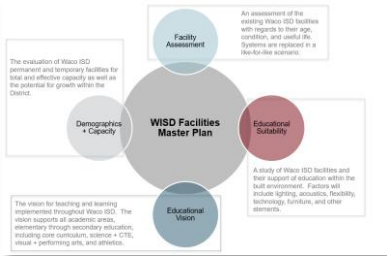 An assessment of the
existing Waco ISD facilities
with regards to their age,
condition, and useful life.
Systems are replaced in a
like-for-like scenario.
Facility
Assessment
The evaluation of Waco ISD
permanent and temporary facilities for
total and effective capacity as well as
the potential for growth within the
District.
Demographics
+ Capacity
WISD Facilities
Master Plan
Educational
Suitability
A study of Waco ISD facilities and
their support of education within the
built environment. Factors will
include lighting, acoustics, flexibility,
technology, furniture, and other
elements.
The vision for teaching and learning
implemented throughout Waco ISD. The
vision supports all academic areas,
elementary through secondary education,
including core curriculum, science + CTE,
visual + performing arts, and athletics.
Educational
Vision